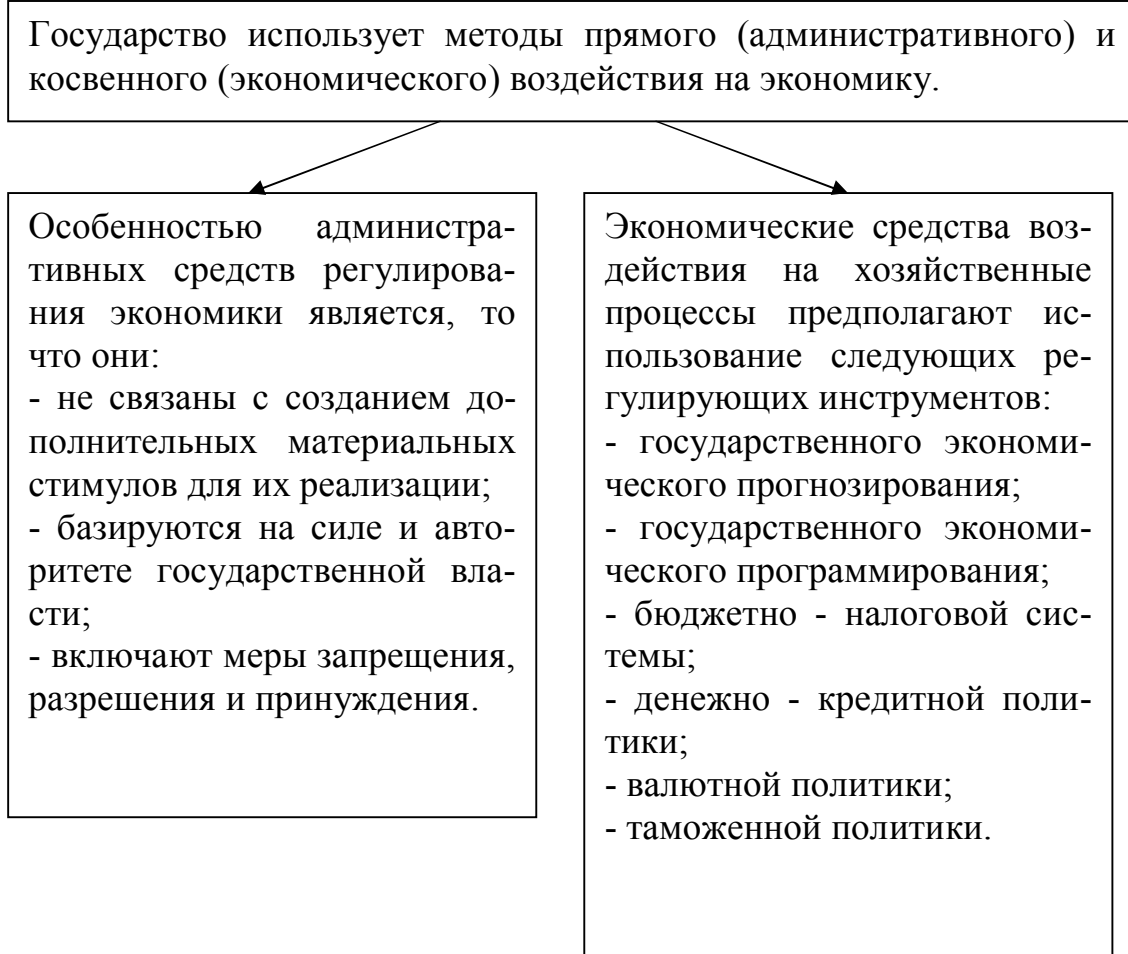 Государство использует методы прямого (административного) и
косвенного (экономического) воздействия на экономику.
Особенностью администра-
тивных средств регулирова-
ния экономики является, то
что они:
- не связаны с созданием до-
полнительных материальных
стимулов для их реализации;
- базируются на силе и авто-
ритете государственной вла-
сти;
- включают меры запрещения,
разрешения и принуждения.
Экономические средства воз-
действия на хозяйственные
процессы предполагают ис-
пользование следующих ре-
гулирующих инструментов:
- государственного экономи-
ческого прогнозирования;
- государственного экономи-
ческого программирования;
- бюджетно - налоговой сис-
темы;
- денежно - кредитной поли-
тики;
- валютной политики;
- таможенной политики.